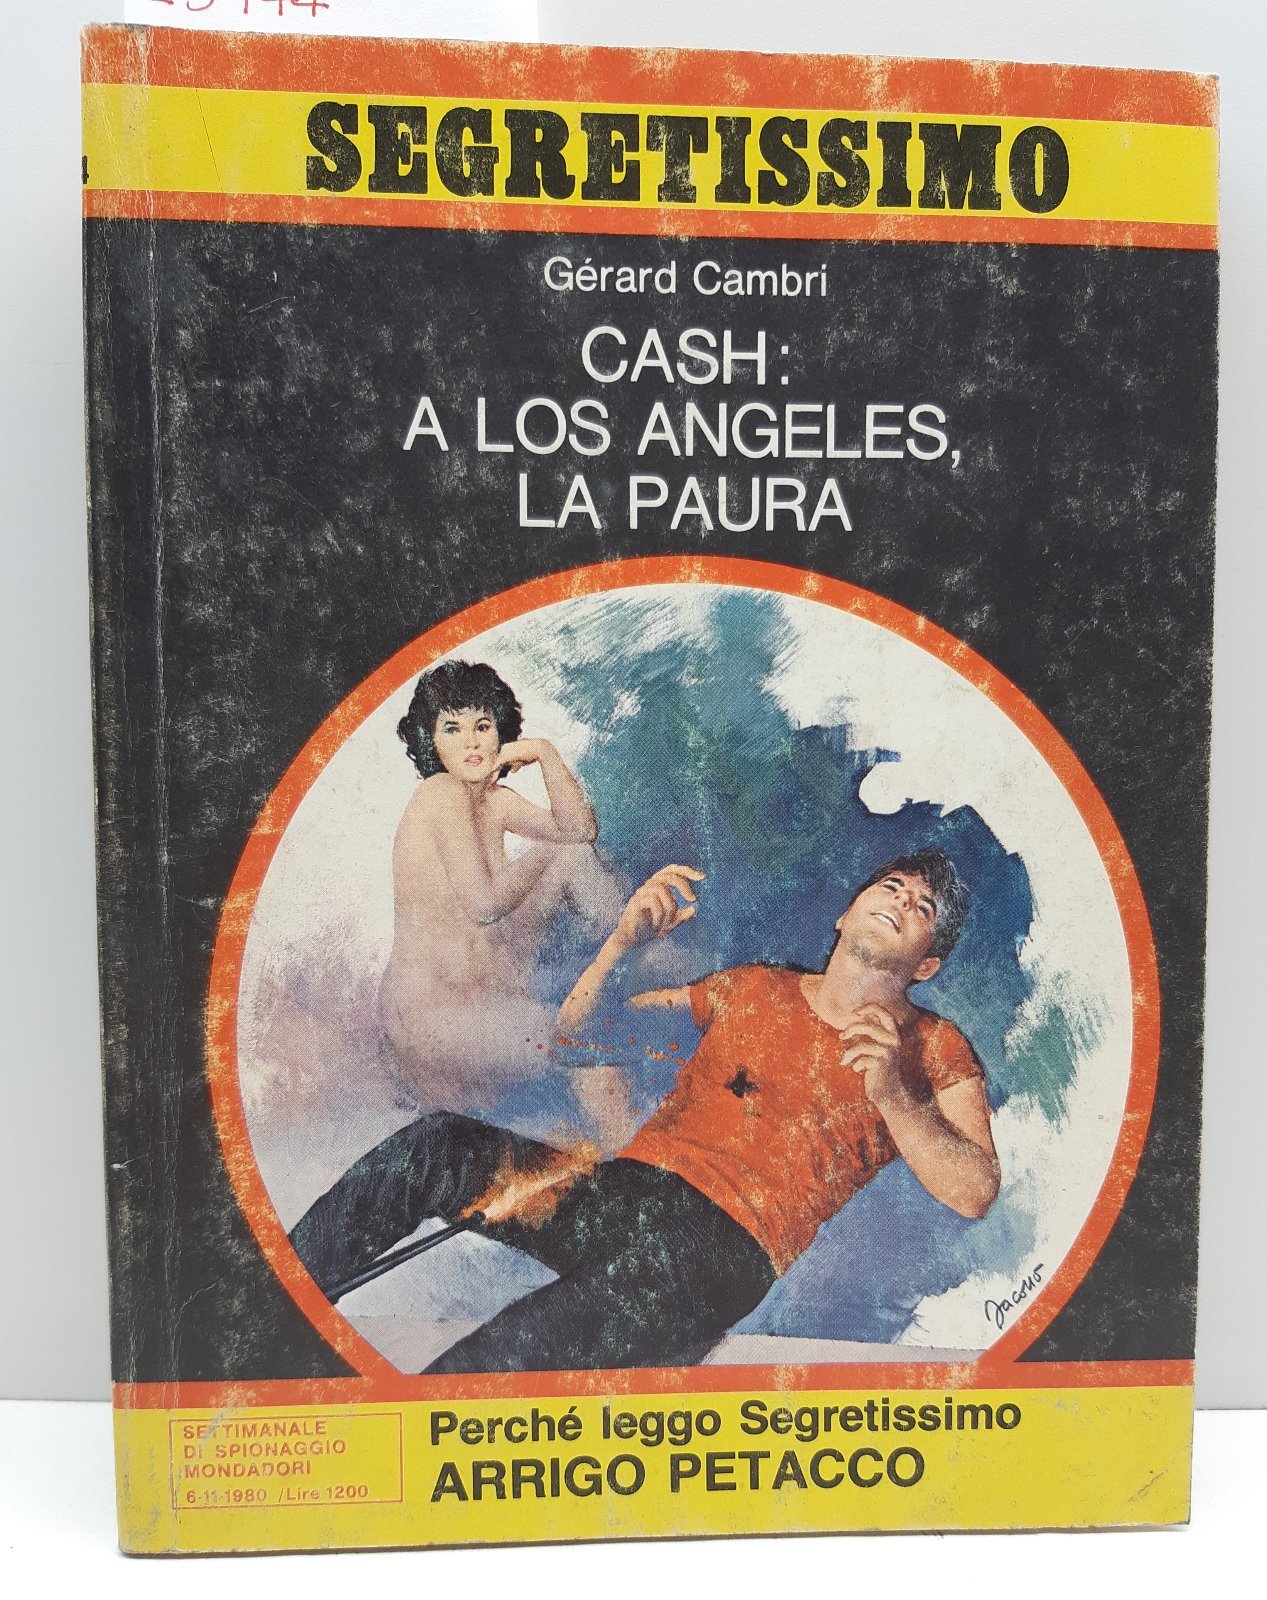 SEGRETISSIMO
Gérard Cambri
CASH:
A LOS ANGELES,
LA PAURA
Jacono
Perché leggo Segretissimo
ARRIGO PETACCO
SETTIMANALE
DI SPIONAGGIO
MONDADORI
6-11-1980 /Lire 1200